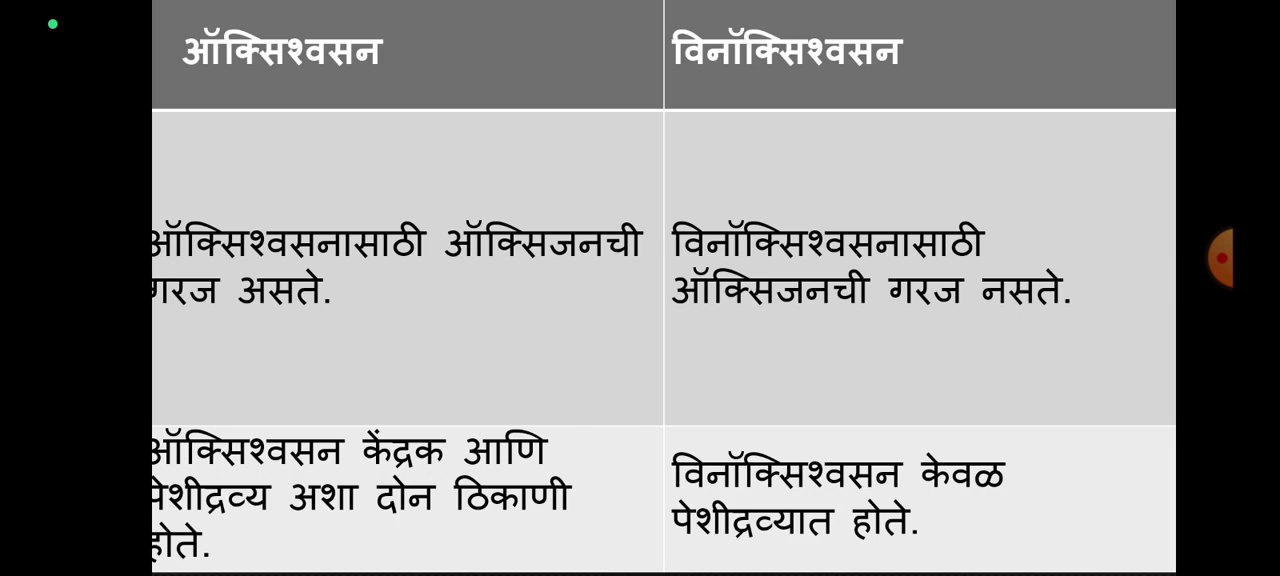 ऑक्सिश्वसन
विनॉक्सिश्वसन
ऑक्सिश्वसनासाठी ऑक्सिजनची
गरज असते.
विनॉक्सिश्वसनासाठी
ऑक्सिजनची गरज नसते.
ऑक्सिश्वसन केंद्रक आणि
पेशीद्रव्य अशा दोन ठिकाणी
होते.
विनॉक्सिश्वसन केवळ
पेशीद्रव्यात होते.